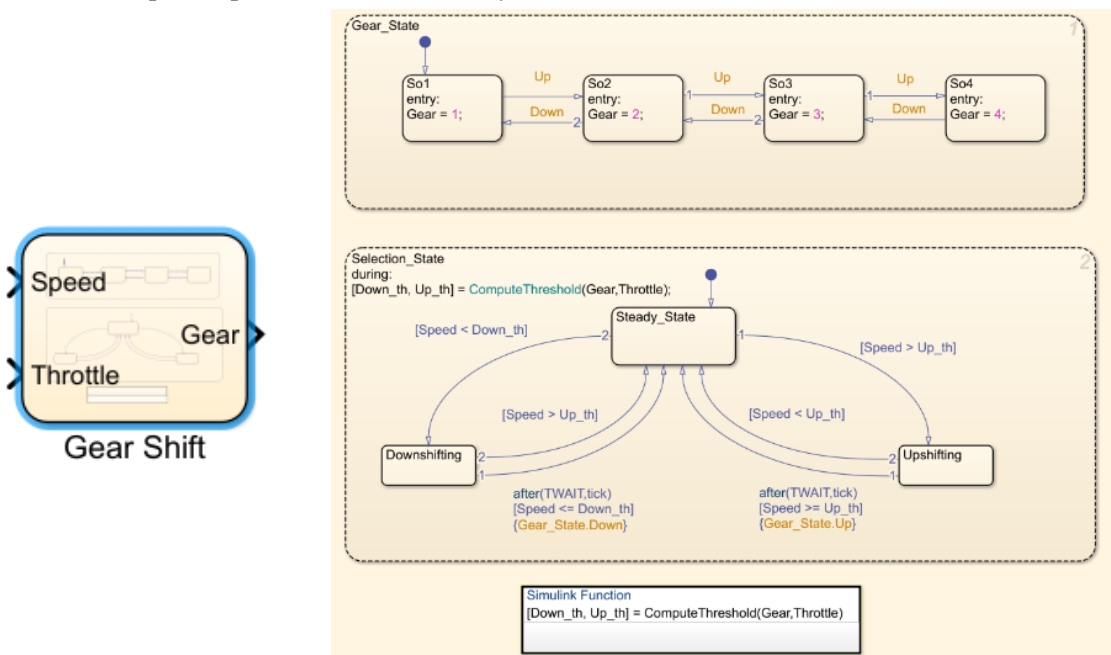 Speed
Gear
Throttle
Gear Shift
Gear_State
1
So1
entry:
Gear = 1;
Up
Down
2
So2
entry:
Gear = 2;
1
Up
Down
2
So3
entry:
Gear = 3;
1
Up
Down
So4
entry:
Gear = 4;
Selection_State
2
during:
[Down_th, Up_th] = ComputeThreshold(Gear,Throttle);
Steady_State
2
1
[Speed < Down_th]
[Speed > Up_th]
[Speed > Up_th]
[Speed < Up_th]
Downshifting
2
1
Upshifting
2
1
after(TWAIT,tick)
[Speed <= Down_th]
{Gear_State.Down}
after(TWAIT,tick)
[Speed >= Up_th]
{Gear_State.Up}
Simulink Function
[Down_th, Up_th] = ComputeThreshold(Gear,Throttle)